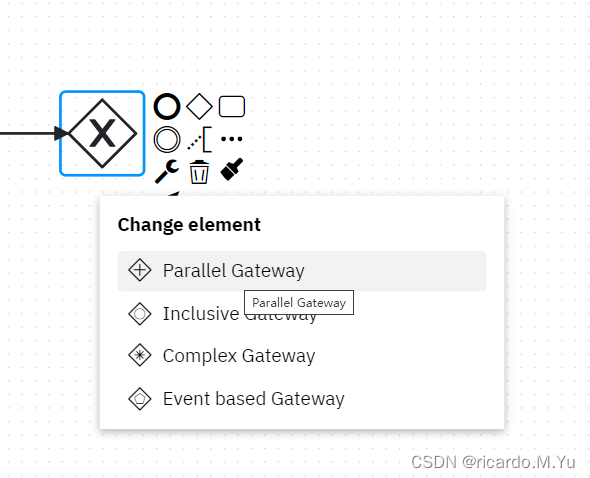 Change element
Parallel Gateway
Parallel Gateway
Inclusive Gateway
Complex Gateway
Event based Gateway
CSDN @ricardo.M.Yu